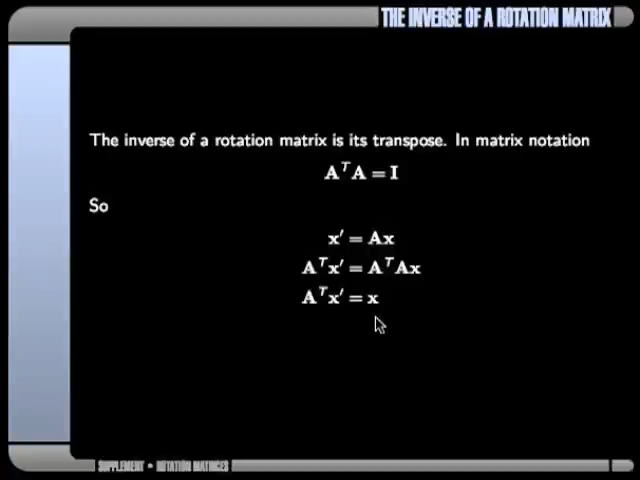 THE INVERSE OF A ROTATION MATRIX
The inverse of a rotation matrix is its transpose. In matrix notation
Aᵀ A = I
So
x′ = Ax
Aᵀx′ = AᵀAx
Aᵀx′ = x
SUPPLEMENT • ROTATION MATRICES